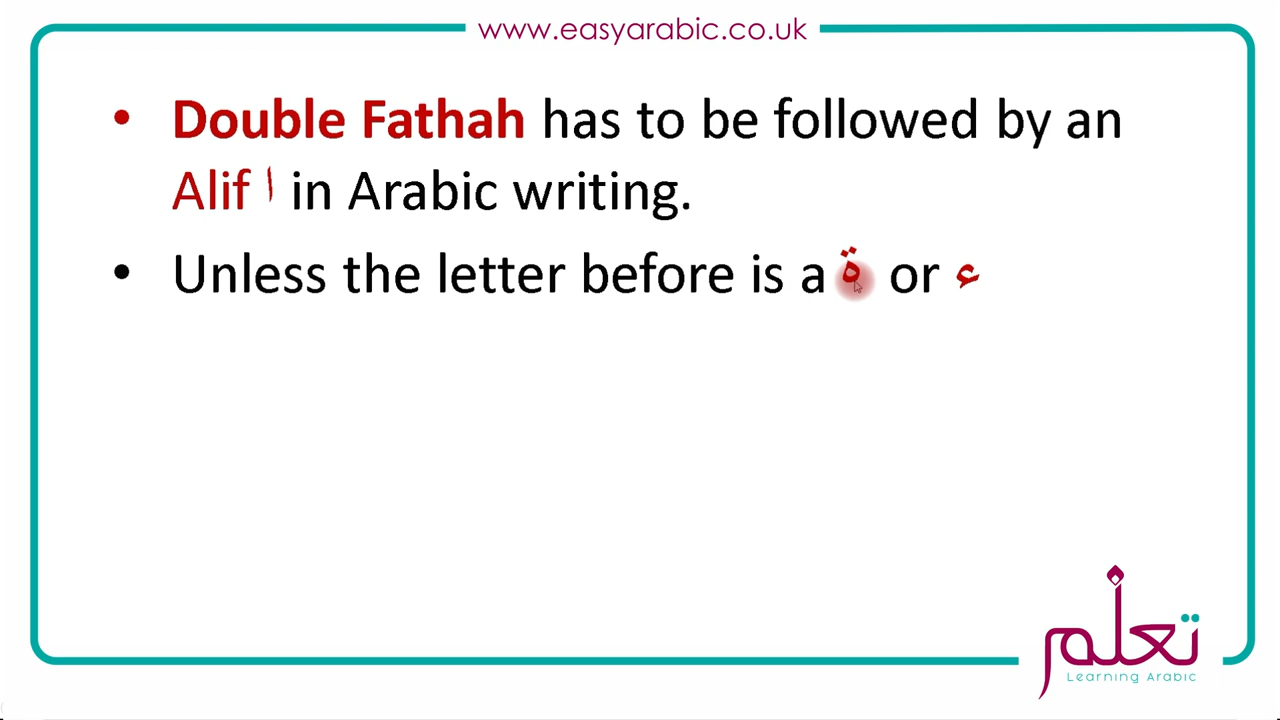 www.easyarabic.co.uk
• Double Fathah has to be followed by an
Alif ا in Arabic writing.
• Unless the letter before is a ة or ء
تعلم
Learning Arabic